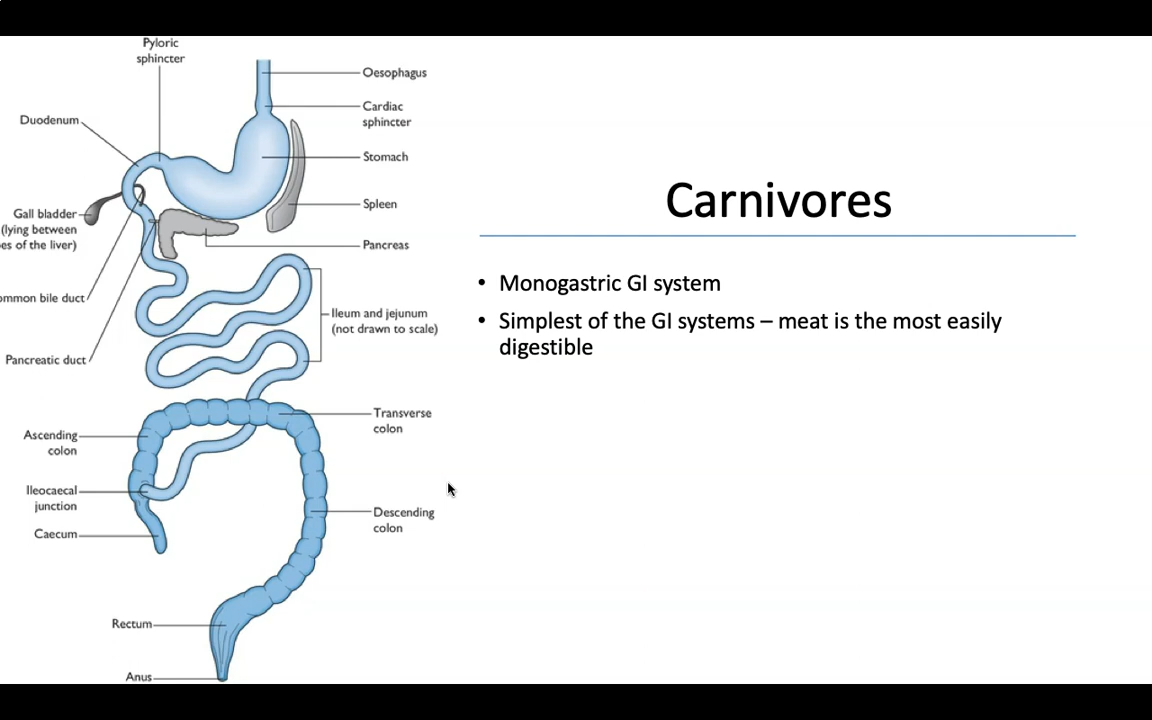 Pyloric
sphincter
Oesophagus
Cardiac
sphincter
Duodenum
Stomach
Spleen
Gall bladder
(lying between
es of the liver)
Pancreas
ommon bile duct
Ileum and jejunum
(not drawn to scale)
Pancreatic duct
Transverse
colon
Ascending
colon
Ileocaecal
junction
Descending
colon
Caecum
Rectum
Anus
Carnivores
• Monogastric GI system
• Simplest of the GI systems – meat is the most easily
digestible